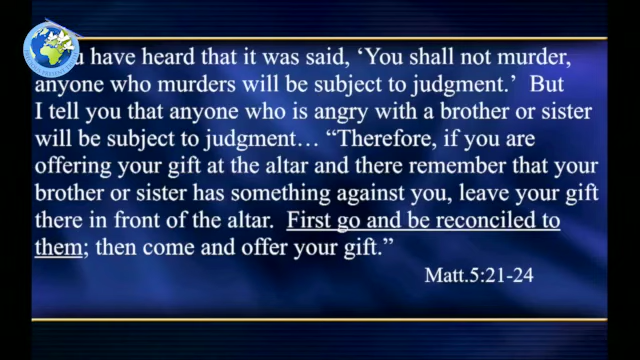 have heard that it was said, ‘You shall not murder,
anyone who murders will be subject to judgment.’ But
I tell you that anyone who is angry with a brother or sister
will be subject to judgment… “Therefore, if you are
offering your gift at the altar and there remember that your
brother or sister has something against you, leave your gift
there in front of the altar. First go and be reconciled to
them; then come and offer your gift.”
Matt.5:21-24